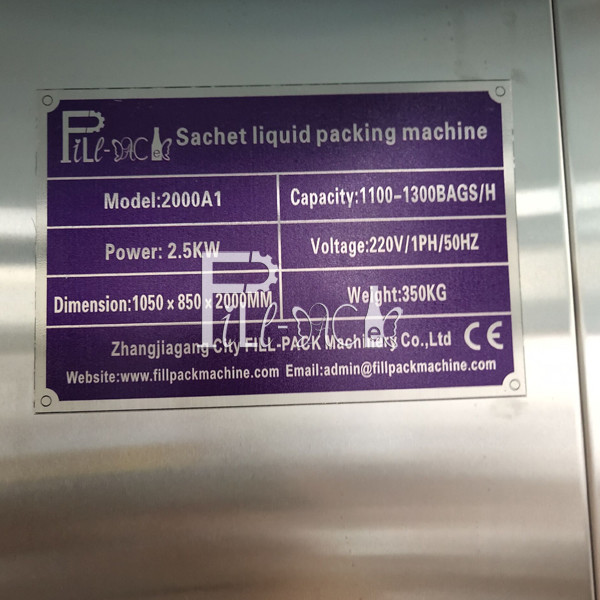 Fill-PACK Sachet liquid packing machine
Model:2000A1 Capacity:1100-1300BAGS/H
Power: 2.5KW Voltage:220V/1PH/50HZ
Dimension:1050 x 850 x 2000MM Weight:350KG
Fill-PACK
Zhangjiagang City FILL-PACK Machinery Co.,Ltd CE
Website:www.fillpackmachine.com Email:admin@fillpackmachine.com